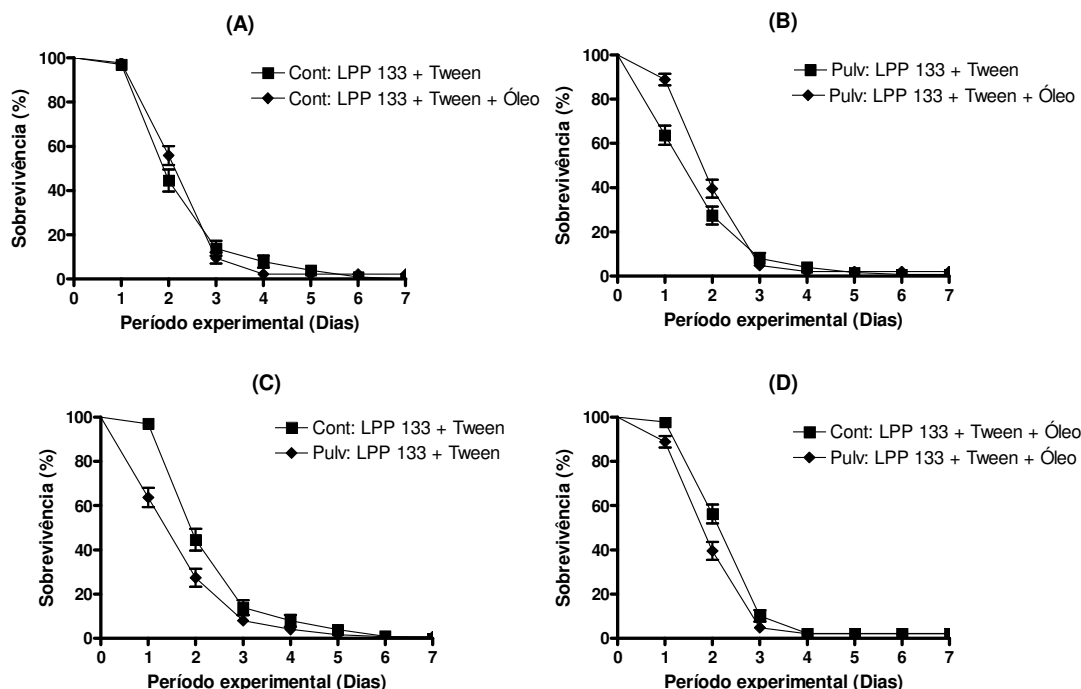 (A)
Cont: LPP 133 + Tween
Cont: LPP 133 + Tween + Óleo
Sobrevivência (%)
100
80
60
40
20
0
0 1 2 3 4 5 6 7
Período experimental (Dias)
(B)
Pulv: LPP 133 + Tween
Pulv: LPP 133 + Tween + Óleo
Sobrevivência (%)
100
80
60
40
20
0
0 1 2 3 4 5 6 7
Período experimental (Dias)
(C)
Cont: LPP 133 + Tween
Pulv: LPP 133 + Tween
Sobrevivência (%)
100
80
60
40
20
0
0 1 2 3 4 5 6 7
Período experimental (Dias)
(D)
Cont: LPP 133 + Tween + Óleo
Pulv: LPP 133 + Tween + Óleo
Sobrevivência (%)
100
80
60
40
20
0
0 1 2 3 4 5 6 7
Período experimental (Dias)